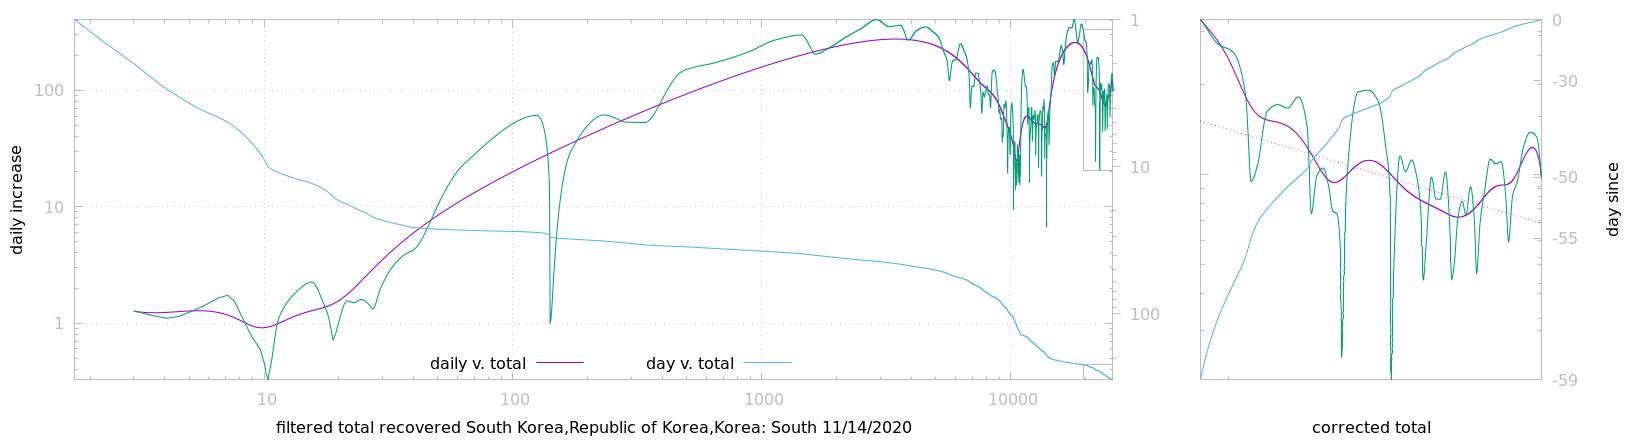 daily increase
100
10
1
daily v. total
day v. total
10
100
1000
10000
1
10
100
filtered total recovered South Korea,Republic of Korea,Korea: South 11/14/2020
0
-30
-50
-55
-59
day since
corrected total